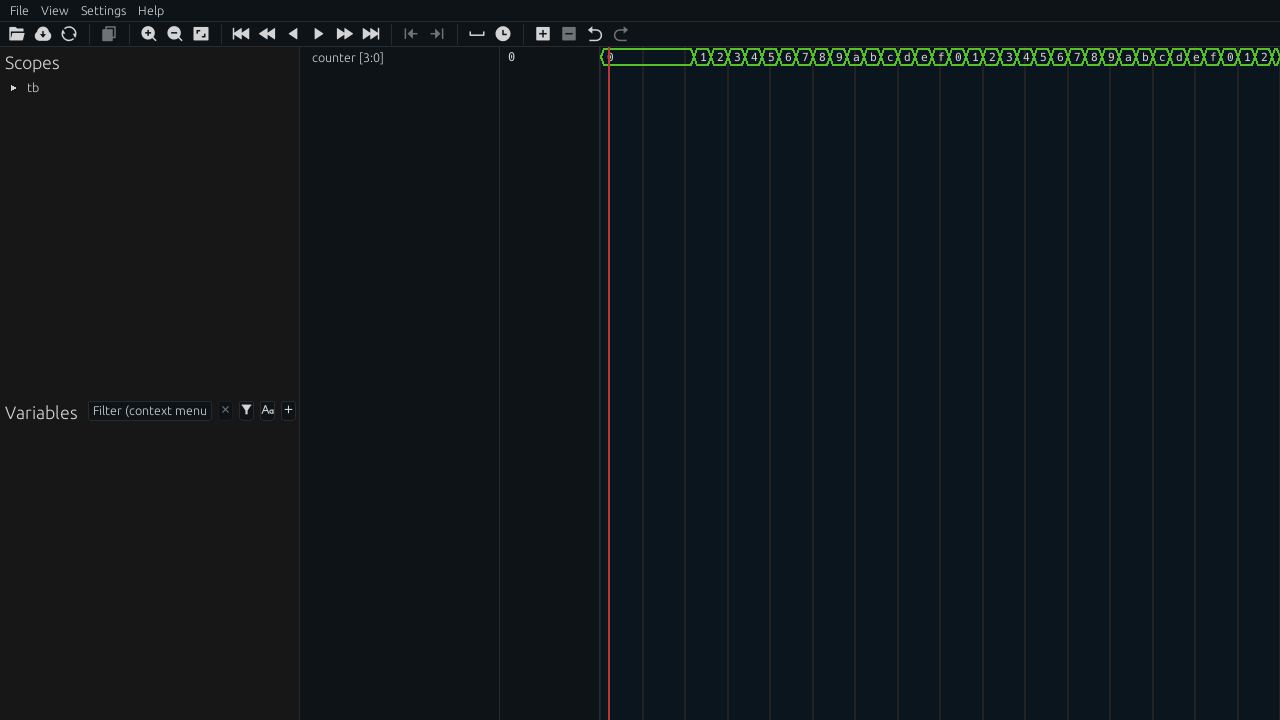 File View Settings Help
Scopes
tb
counter [3:0]
0
0 1 2 3 4 5 6 7 8 9 a b c d e f 0 1 2 3 4 5 6 7 8 9 a b c d e f 0 1 2
Variables
Filter (context menu
Aa